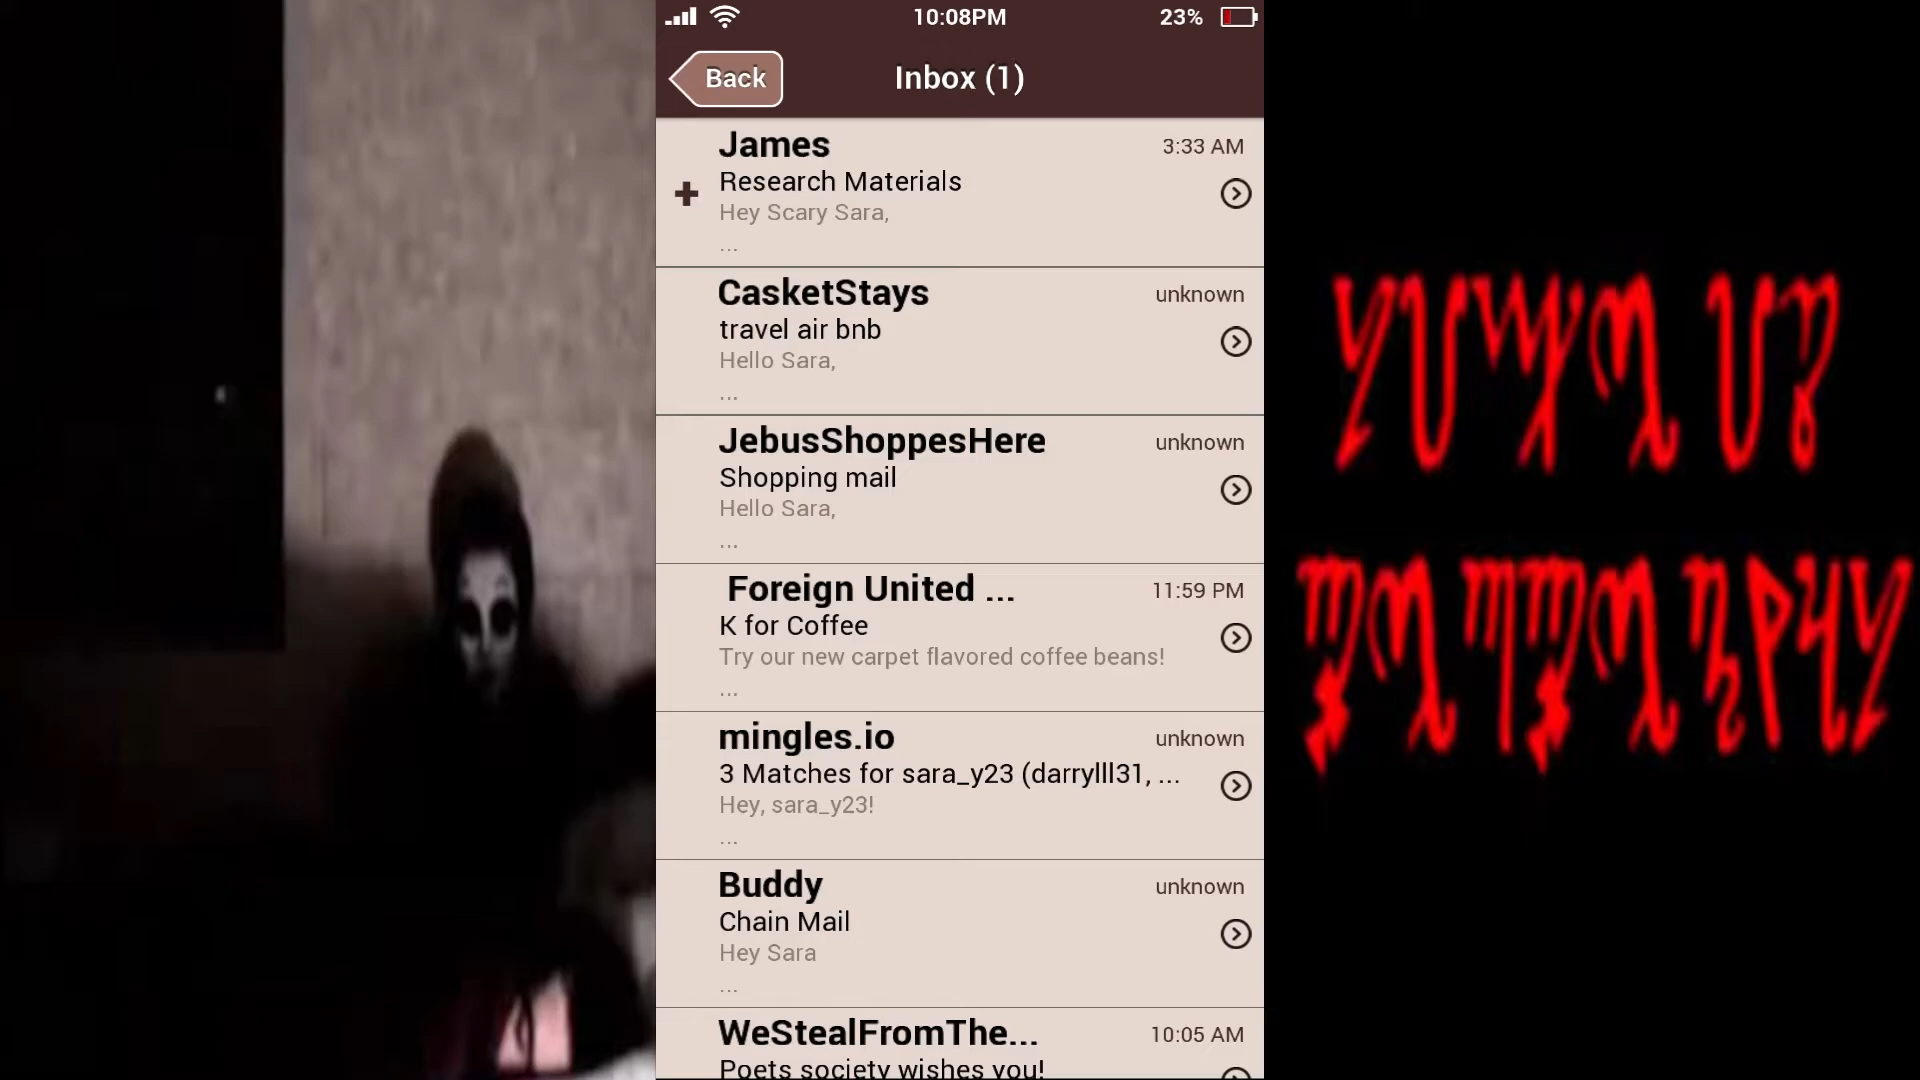 10:08PM
23%
Back
Inbox (1)
James
3:33 AM
Research Materials
Hey Scary Sara,
...
CasketStays
unknown
travel air bnb
Hello Sara,
...
JebusShoppesHere
unknown
Shopping mail
Hello Sara,
...
Foreign United ...
11:59 PM
K for Coffee
Try our new carpet flavored coffee beans!
...
mingles.io
unknown
3 Matches for sara_y23 (darrylll31, ...
Hey, sara_y23!
...
Buddy
unknown
Chain Mail
Hey Sara
...
WeStealFromThe...
10:05 AM
Poets society wishes you!